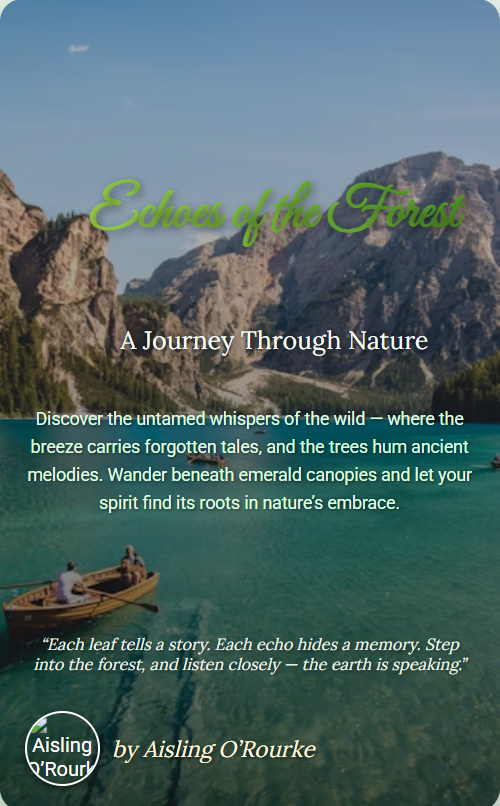 Echoes of the Forest
A Journey Through Nature
Discover the untamed whispers of the wild — where the
breeze carries forgotten tales, and the trees hum ancient
melodies. Wander beneath emerald canopies and let your
spirit find its roots in nature’s embrace.
“Each leaf tells a story. Each echo hides a memory. Step
into the forest, and listen closely — the earth is speaking.”
Aisling
O’Rourk
by Aisling O’Rourke